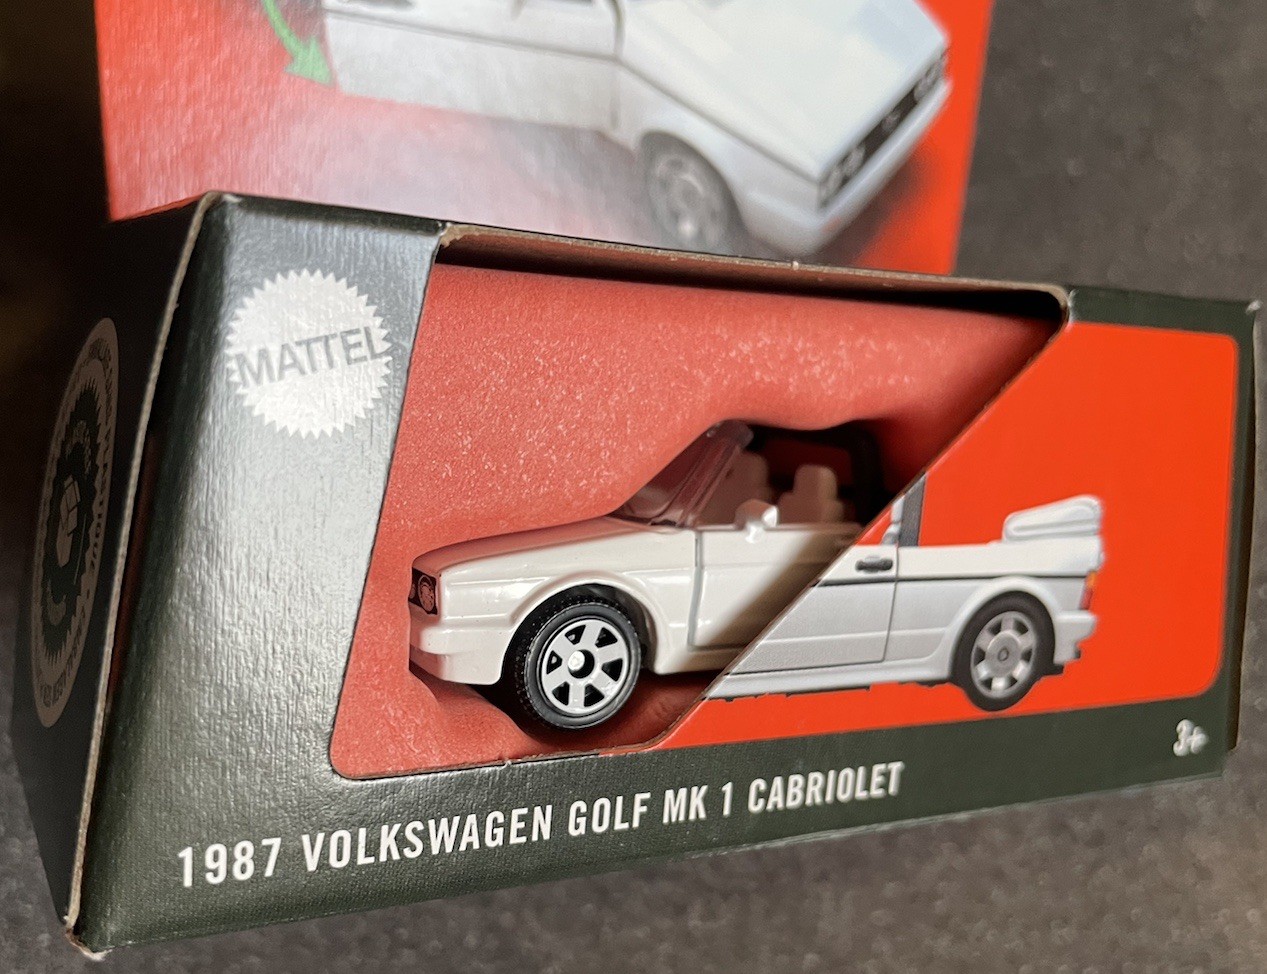 MATTEL
1987 VOLKSWAGEN GOLF MK 1 CABRIOLET
3+